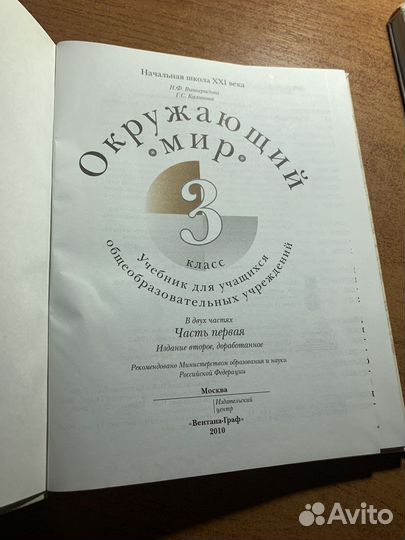 Начальная школа XXI века
Н.Ф. Виноградова
Г.С. Калинова
Окружающий
•мир•
3
класс
Учебник для учащихся
общеобразовательных учреждений
В двух частях
Часть первая
Издание второе, доработанное
Рекомендовано Министерством образования и науки
Российской Федерации
Москва
Издательский
центр
«Вентана-Граф»
2010
Avito